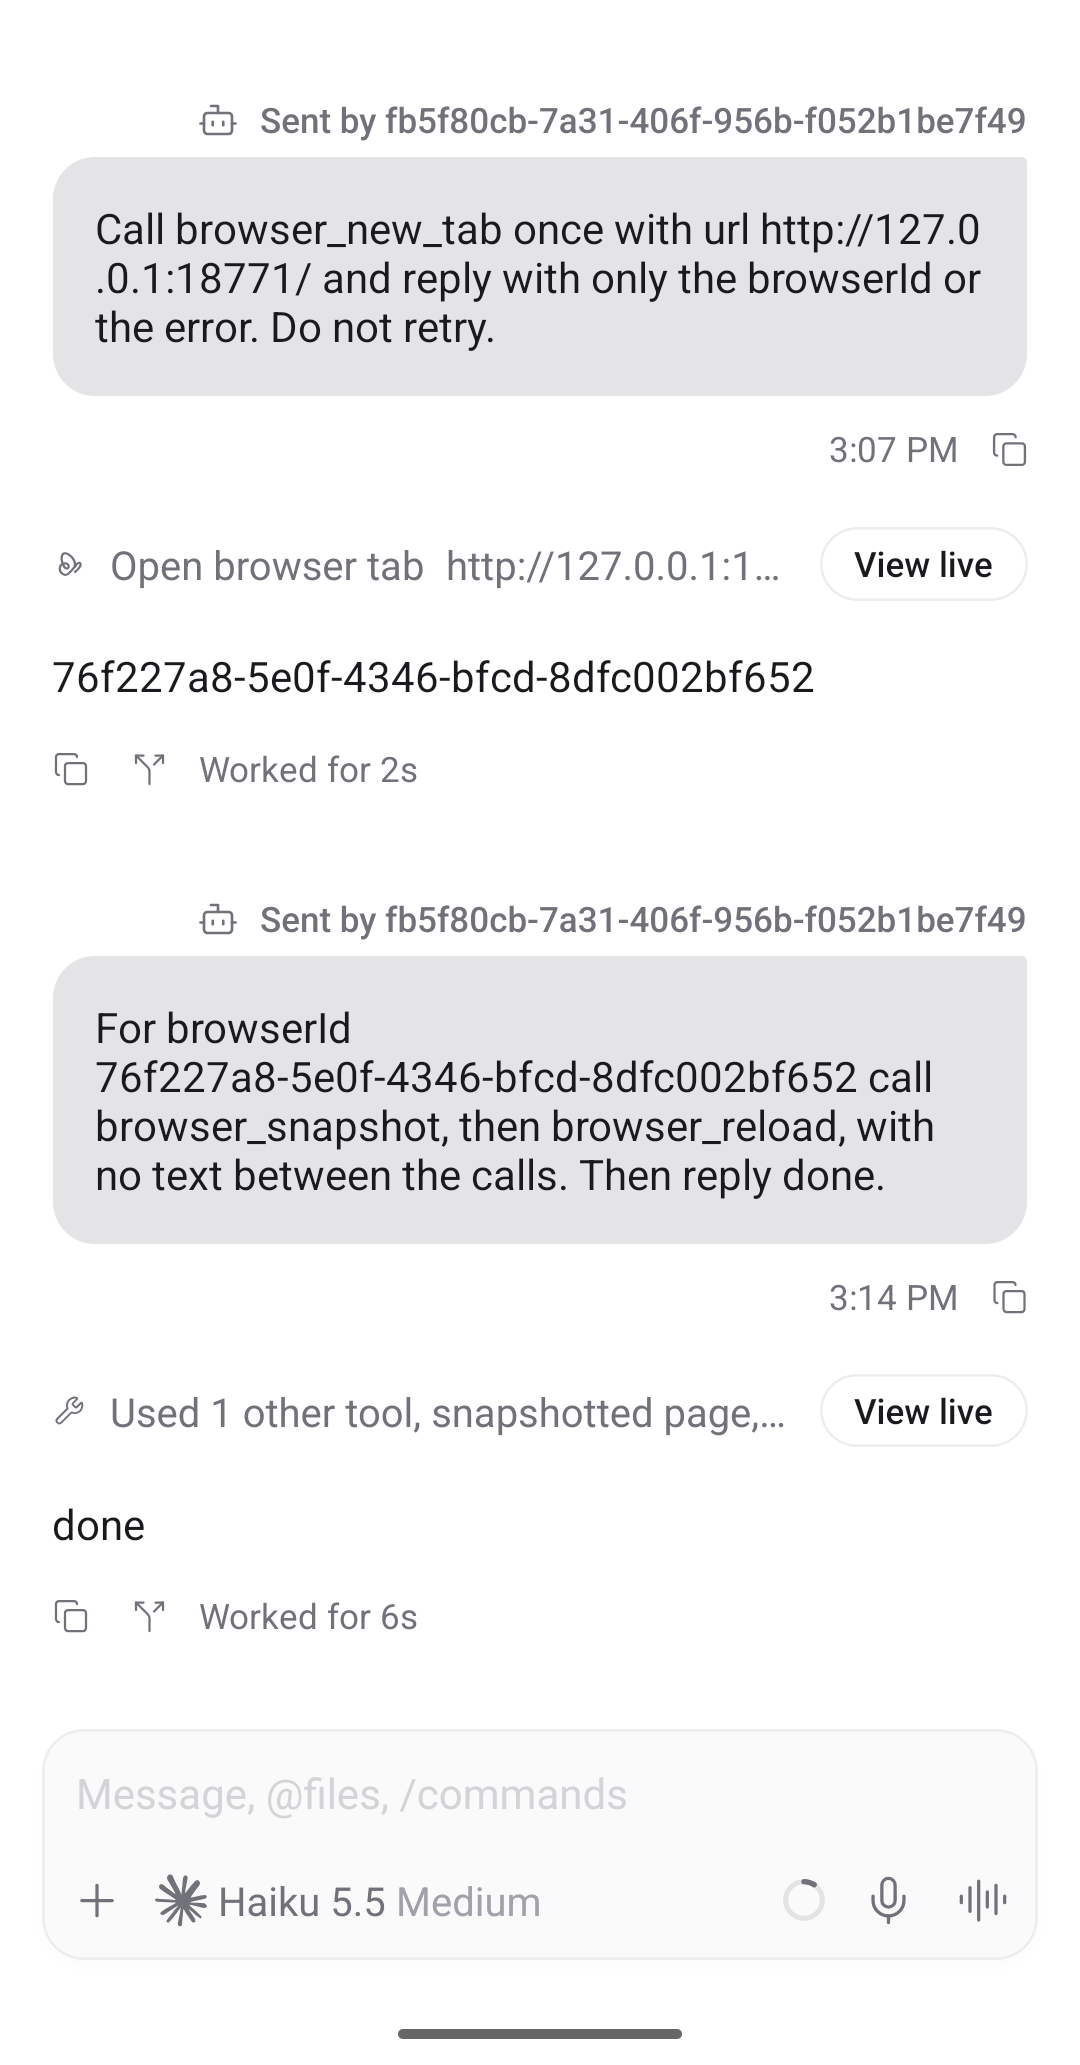 Sent by fb5f80cb-7a31-406f-956b-f052b1be7f49
Call browser_new_tab once with url http://127.0
.0.1:18771/ and reply with only the browserId or
the error. Do not retry.
3:07 PM
Open browser tab http://127.0.0.1:1… View live
76f227a8-5e0f-4346-bfcd-8dfc002bf652
Worked for 2s
Sent by fb5f80cb-7a31-406f-956b-f052b1be7f49
For browserId
76f227a8-5e0f-4346-bfcd-8dfc002bf652 call
browser_snapshot, then browser_reload, with
no text between the calls. Then reply done.
3:14 PM
Used 1 other tool, snapshotted page,… View live
done
Worked for 6s
Message, @files, /commands
Haiku 5.5 Medium